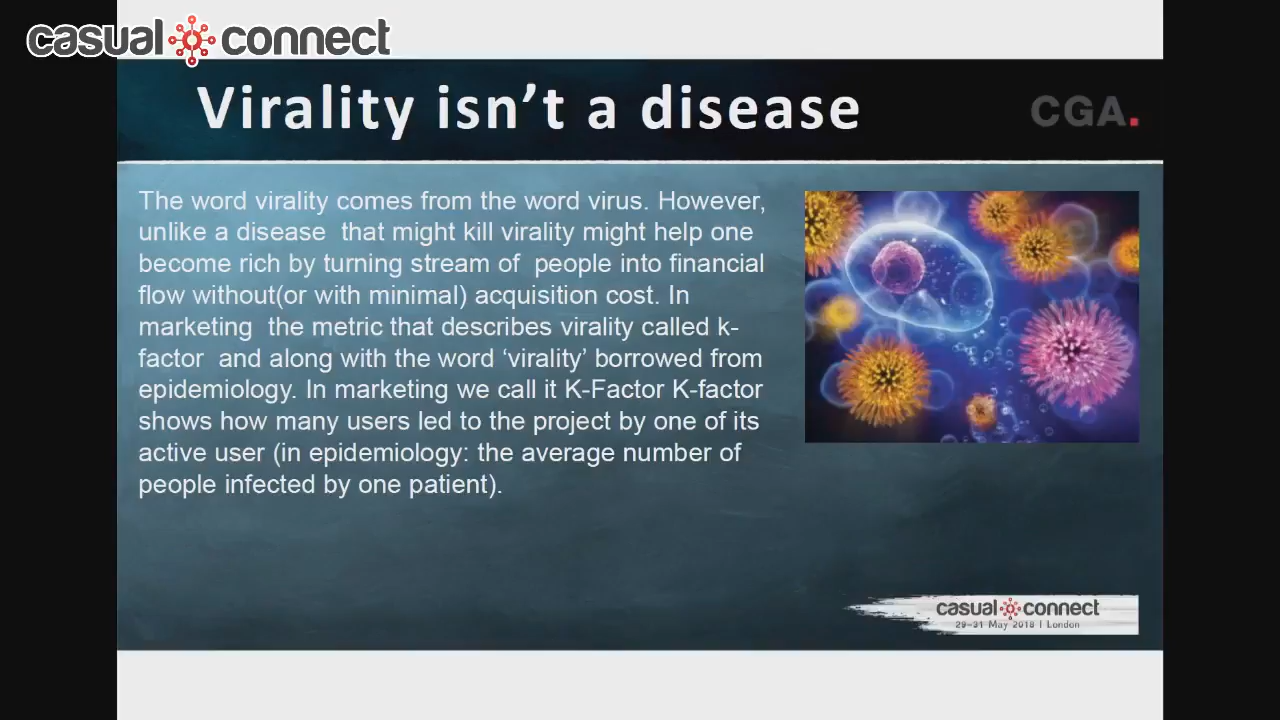 casual connect
Virality isn't a disease
CGA.
The word virality comes from the word virus. However,
unlike a disease  that might kill virality might help one
become rich by turning stream of  people into financial
flow without(or with minimal) acquisition cost. In
marketing  the metric that describes virality called k-
factor  and along with the word ‘virality’ borrowed from
epidemiology. In marketing we call it K-Factor K-factor
shows how many users led to the project by one of its
active user (in epidemiology: the average number of
people infected by one patient).
casual connect
29-31 May 2018 | London